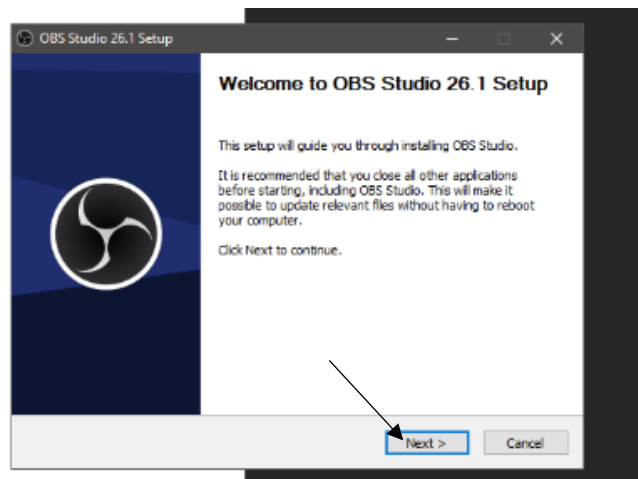 OBS Studio 26.1 Setup
Welcome to OBS Studio 26.1 Setup
This setup will guide you through installing OBS Studio.
It is recommended that you close all other applications
before starting, including OBS Studio. This will make it
possible to update relevant files without having to reboot
your computer.
Click Next to continue.
Next >
Cancel